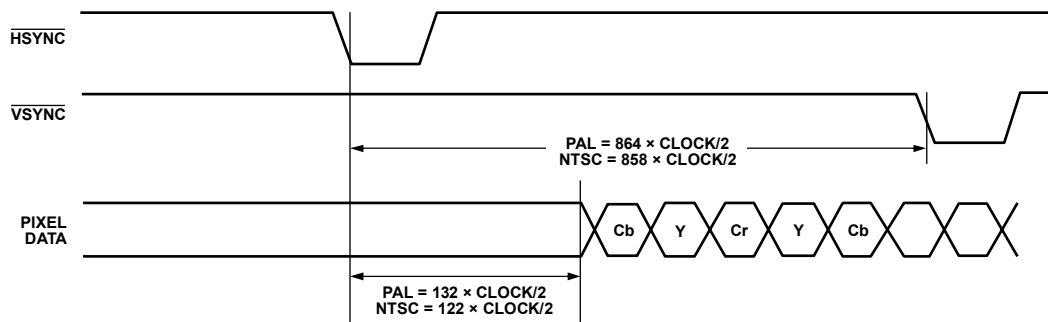 HSYNC
VSYNC
PAL = 864 × CLOCK/2
NTSC = 858 × CLOCK/2
PIXEL
DATA
Cb Y Cr Y Cb
PAL = 132 × CLOCK/2
NTSC = 122 × CLOCK/2